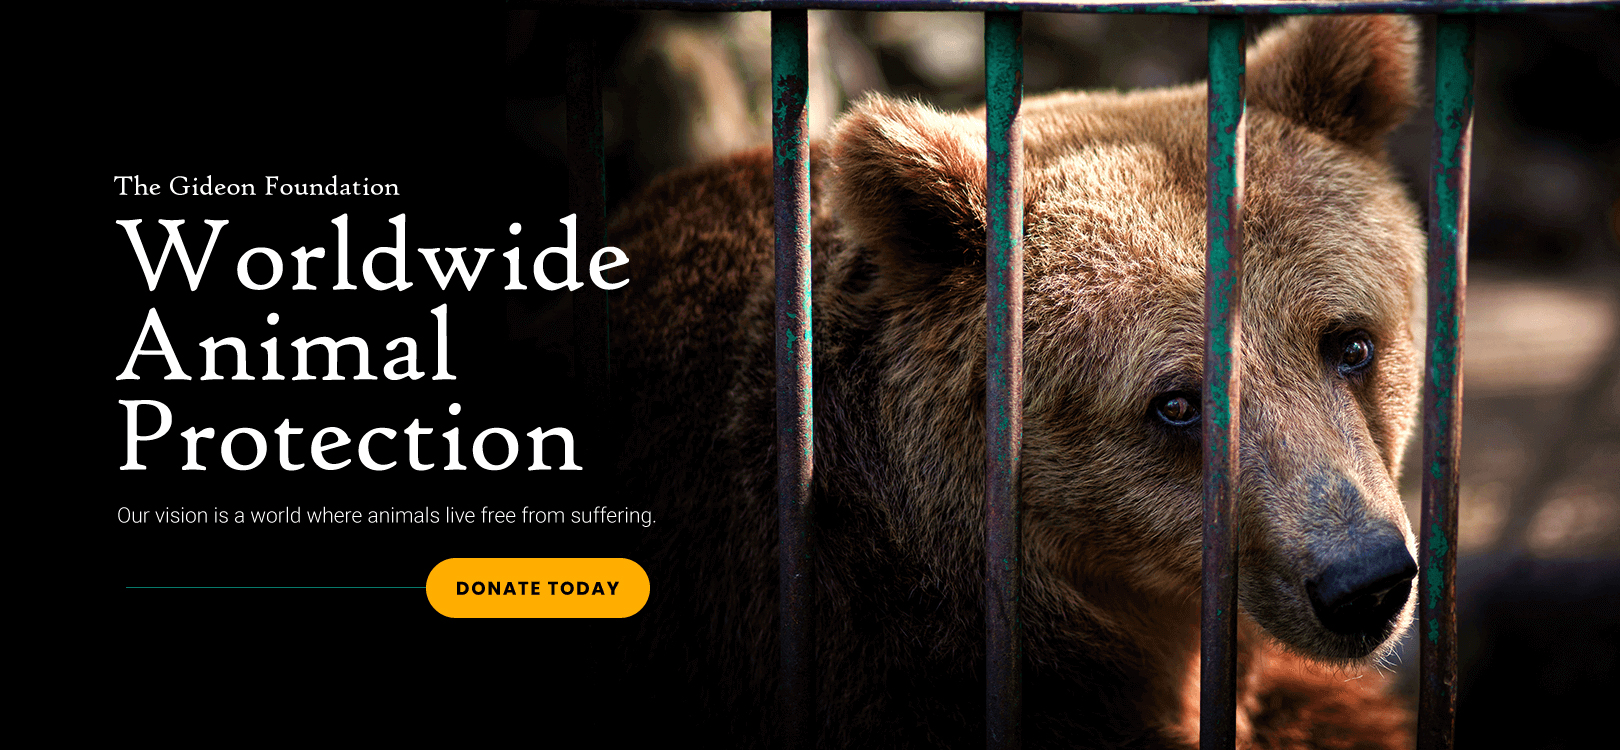 The Gideon Foundation
Worldwide
Animal
Protection
Our vision is a world where animals live free from suffering.
DONATE TODAY